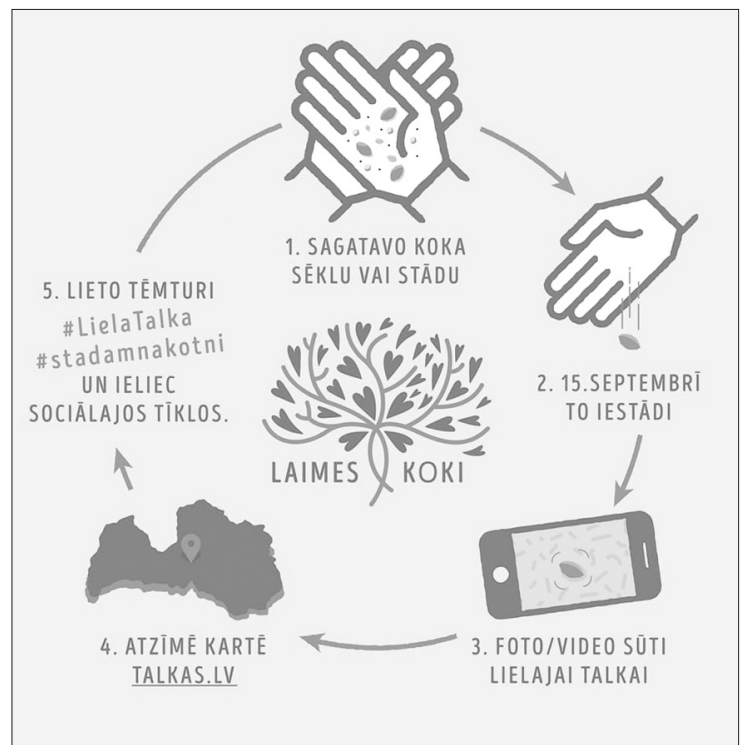 1. SAGATAVO KOKA
SĒKLU VAI STĀDU
2. 15.SEPTEMBRĪ
TO IESTĀDI
3. FOTO/VIDEO SŪTI
LIELAJAI TALKAI
4. ATZĪMĒ KARTĒ
TALKAS.LV
5. LIETO TĒMTURI
#LielaTalka
#stadamnakotni
UN IELIEC
SOCIĀLAJOS TĪKLOS.
LAIMES KOKI